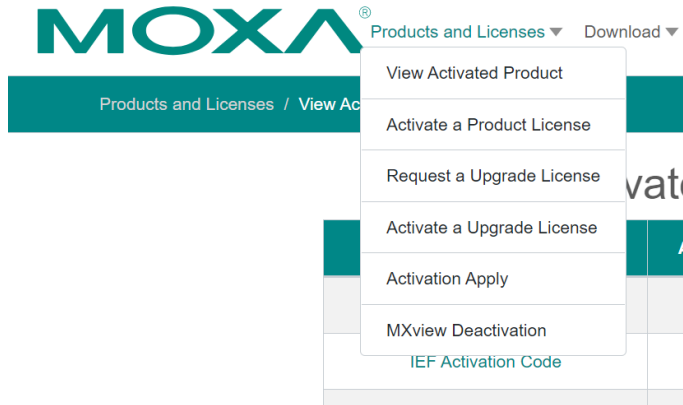 MOXA®
Products and Licenses Download
View Activated Product
Products and Licenses / View Ac
Activate a Product License
Request a Upgrade License
vat
Activate a Upgrade License
A
Activation Apply
MXview Deactivation
IEF Activation Code